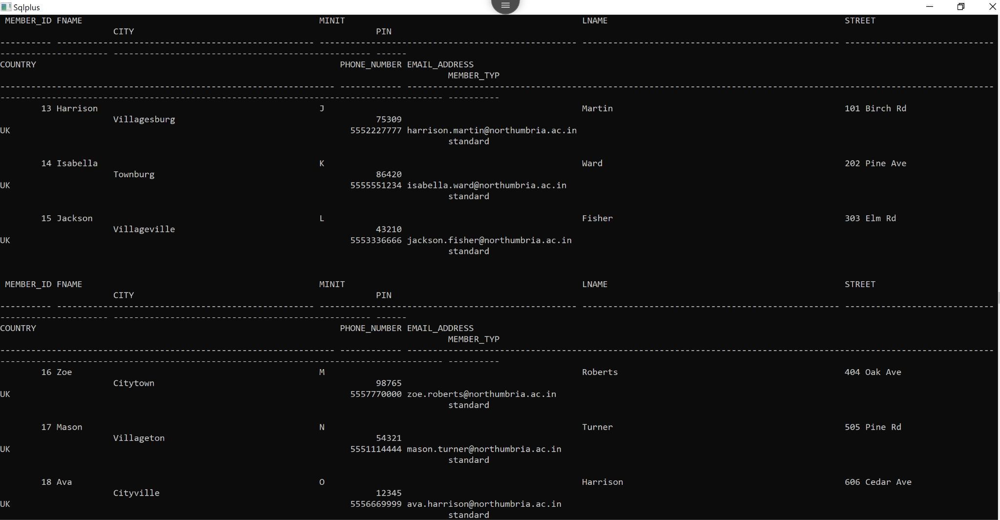 Sqlplus
MEMBER_ID FNAME MINIT LNAME STREET
CITY PIN
---------- -------------------------------------------------- -------------------------------------------------- -------------------------------------------------- -----------------------------
--------------------- -------------------------------------------------- ------
COUNTRY PHONE_NUMBER EMAIL_ADDRESS
MEMBER_TYP
----------------------------------------------------------------- ------------ ------------------------------------------------------------------------------------------------------------------
-------------------------------------------------------------------------------------- ----------
13 Harrison J Martin 101 Birch Rd
Villagesburg 75309
UK 5552227777 harrison.martin@northumbria.ac.in
standard
14 Isabella K Ward 202 Pine Ave
Townburg 86420
UK 5555551234 isabella.ward@northumbria.ac.in
standard
15 Jackson L Fisher 303 Elm Rd
Villageville 43210
UK 5553336666 jackson.fisher@northumbria.ac.in
standard
MEMBER_ID FNAME MINIT LNAME STREET
CITY PIN
---------- -------------------------------------------------- -------------------------------------------------- -------------------------------------------------- -----------------------------
--------------------- -------------------------------------------------- ------
COUNTRY PHONE_NUMBER EMAIL_ADDRESS
MEMBER_TYP
----------------------------------------------------------------- ------------ ------------------------------------------------------------------------------------------------------------------
-------------------------------------------------------------------------------------- ----------
16 Zoe M Roberts 404 Oak Ave
Citytown 98765
UK 5557770000 zoe.roberts@northumbria.ac.in
standard
17 Mason N Turner 505 Pine Rd
Villageton 54321
UK 5551114444 mason.turner@northumbria.ac.in
standard
18 Ava O Harrison 606 Cedar Ave
Cityville 12345
UK 5556669999 ava.harrison@northumbria.ac.in
standard